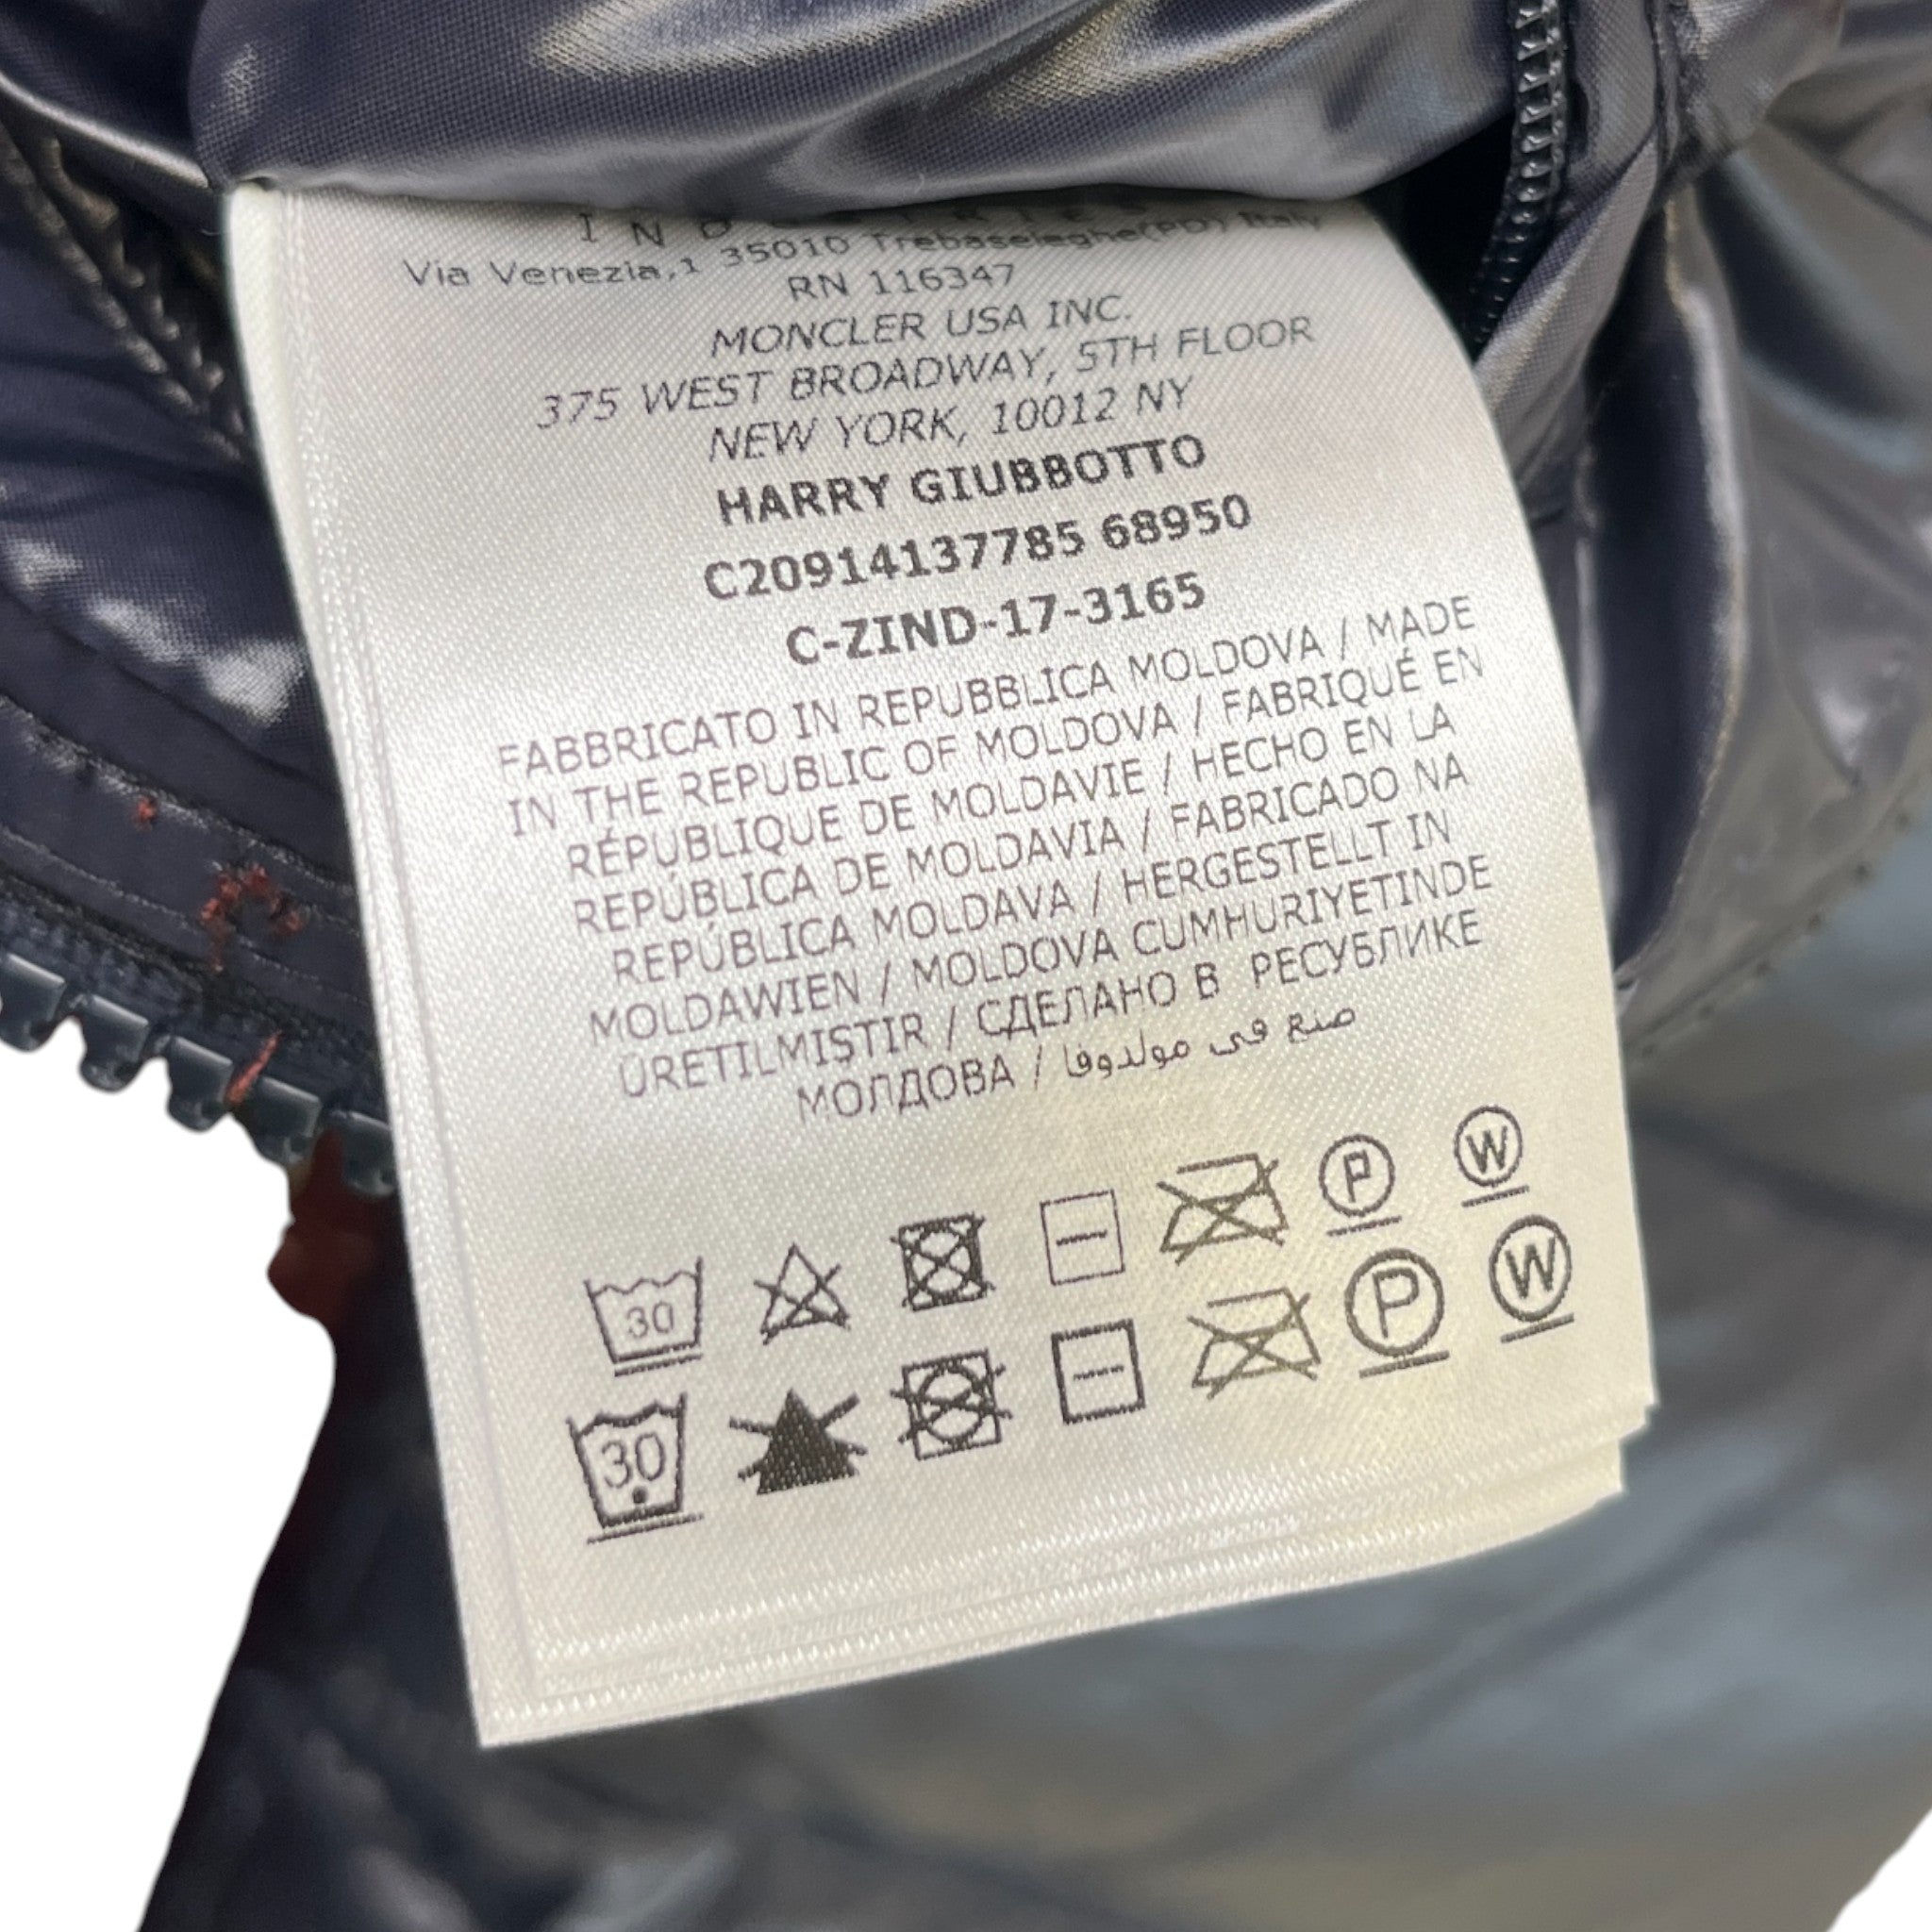 INDUSTRIES
Via Venezia,1 35010 Trebaseleghe(PD) Italy
RN 116347
MONCLER USA INC.
375 WEST BROADWAY, 5TH FLOOR
NEW YORK, 10012 NY
HARRY GIUBBOTTO
C20914137785 68950
C-ZIND-17-3165
FABBRICATO IN REPUBBLICA MOLDOVA / MADE
IN THE REPUBLIC OF MOLDOVA / FABRIQUÉ EN
RÉPUBLIQUE DE MOLDAVIE / HECHO EN LA
REPÚBLICA DE MOLDAVIA / FABRICADO NA
REPÚBLICA MOLDAVA / HERGESTELLT IN
MOLDAWIEN / MOLDOVA CUMHURIYETINDE
ÜRETILMIŞTIR / СДЕЛАНО В РЕСУБЛИКЕ
МОЛДОВА / صنع في مولدوفا
30 P W
30 P W